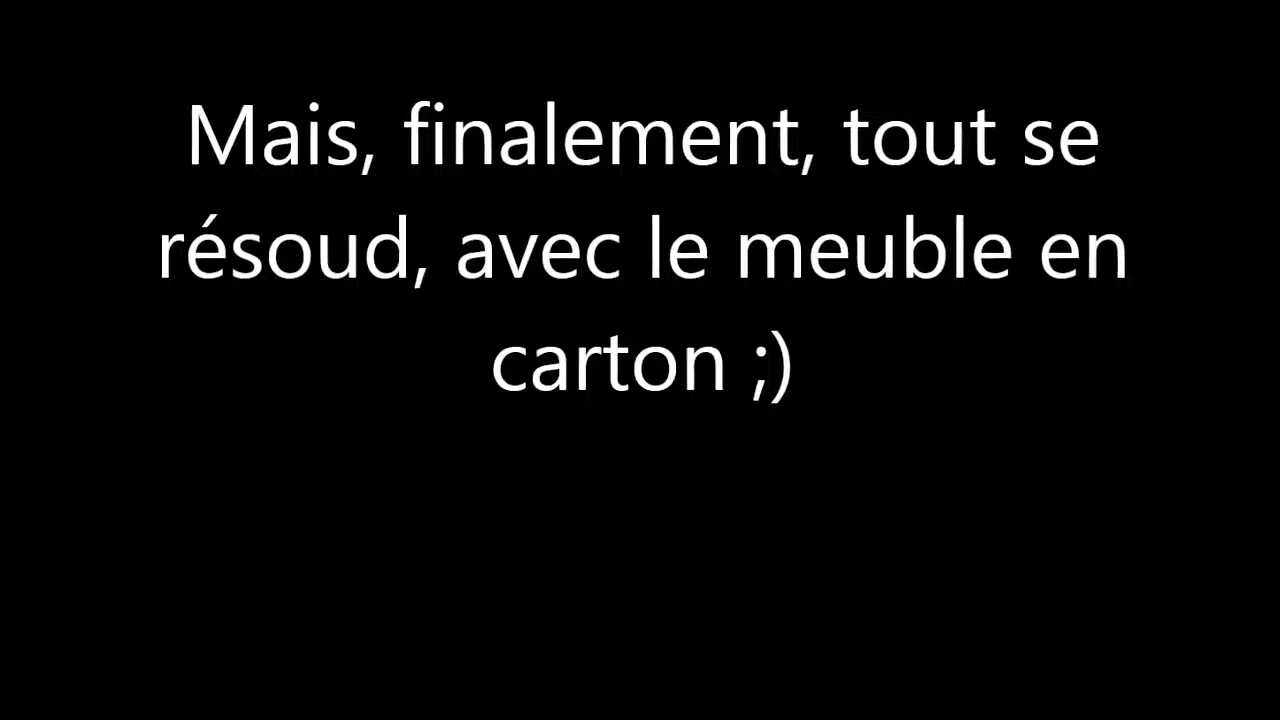 Mais, finalement, tout se
résoud, avec le meuble en
carton ;)